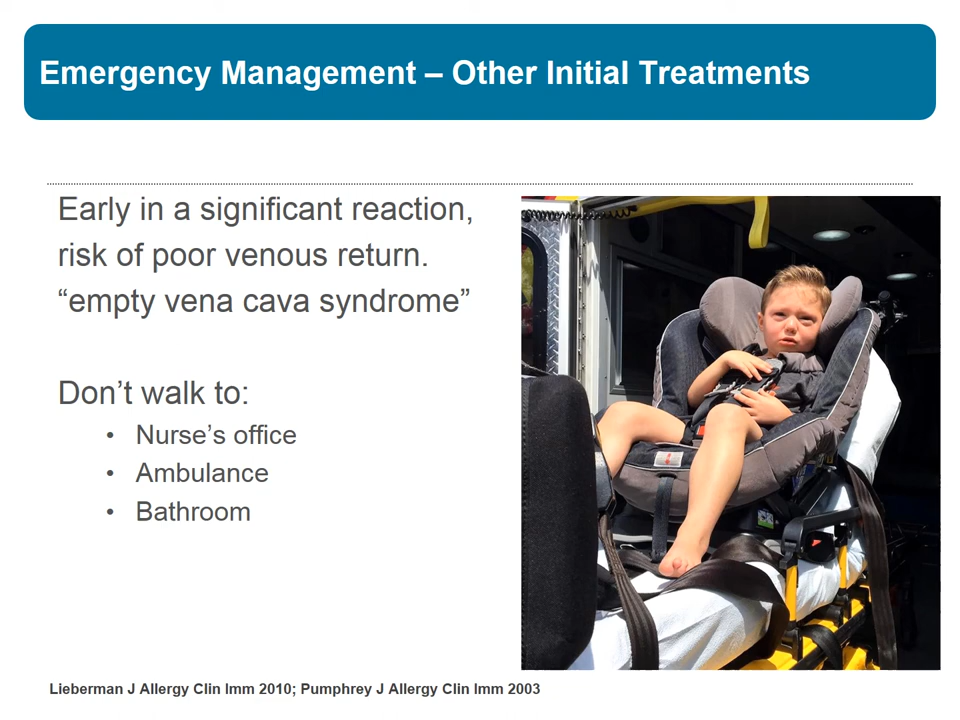 Emergency Management – Other Initial Treatments
Early in a significant reaction,
risk of poor venous return.
“empty vena cava syndrome”
Don’t walk to:
• Nurse’s office
• Ambulance
• Bathroom
Lieberman J Allergy Clin Imm 2010; Pumphrey J Allergy Clin Imm 2003